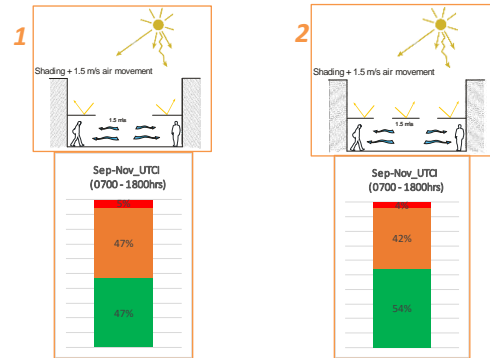 1
Shading + 1.5 m/s air movement
1.5 m/s
Sep-Nov_UTCI
(0700 - 1800hrs)
5%
47%
47%
2
Shading + 1.5 m/s air movement
1.5 m/s
Sep-Nov_UTCI
(0700 - 1800hrs)
4%
42%
54%